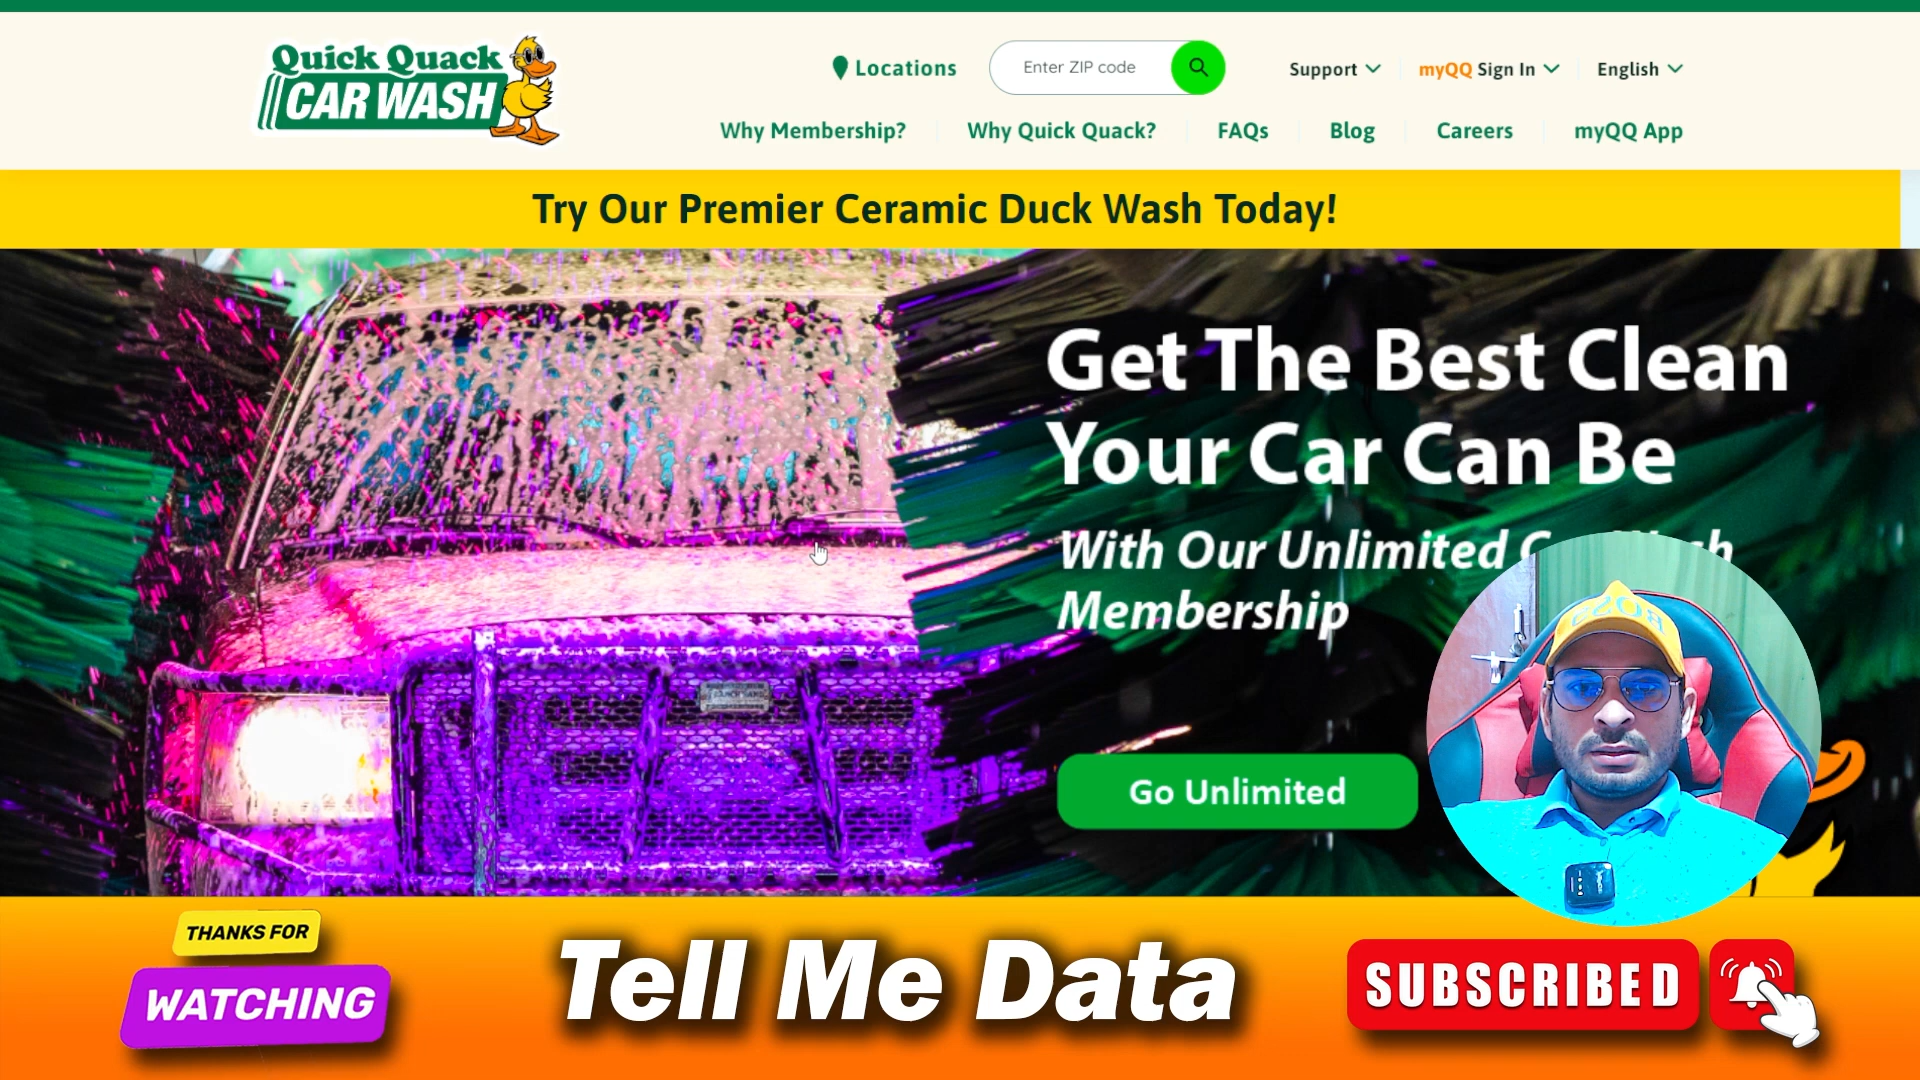 Quick Quack
CAR WASH
Locations
Enter ZIP code
Support
myQQ Sign In
English
Why Membership?
Why Quick Quack?
FAQs
Blog
Careers
myQQ App
Try Our Premier Ceramic Duck Wash Today!
Get The Best Clean
Your Car Can Be
With Our Unlimited
Membership
Go Unlimited
THANKS FOR
WATCHING
Tell Me Data
SUBSCRIBED